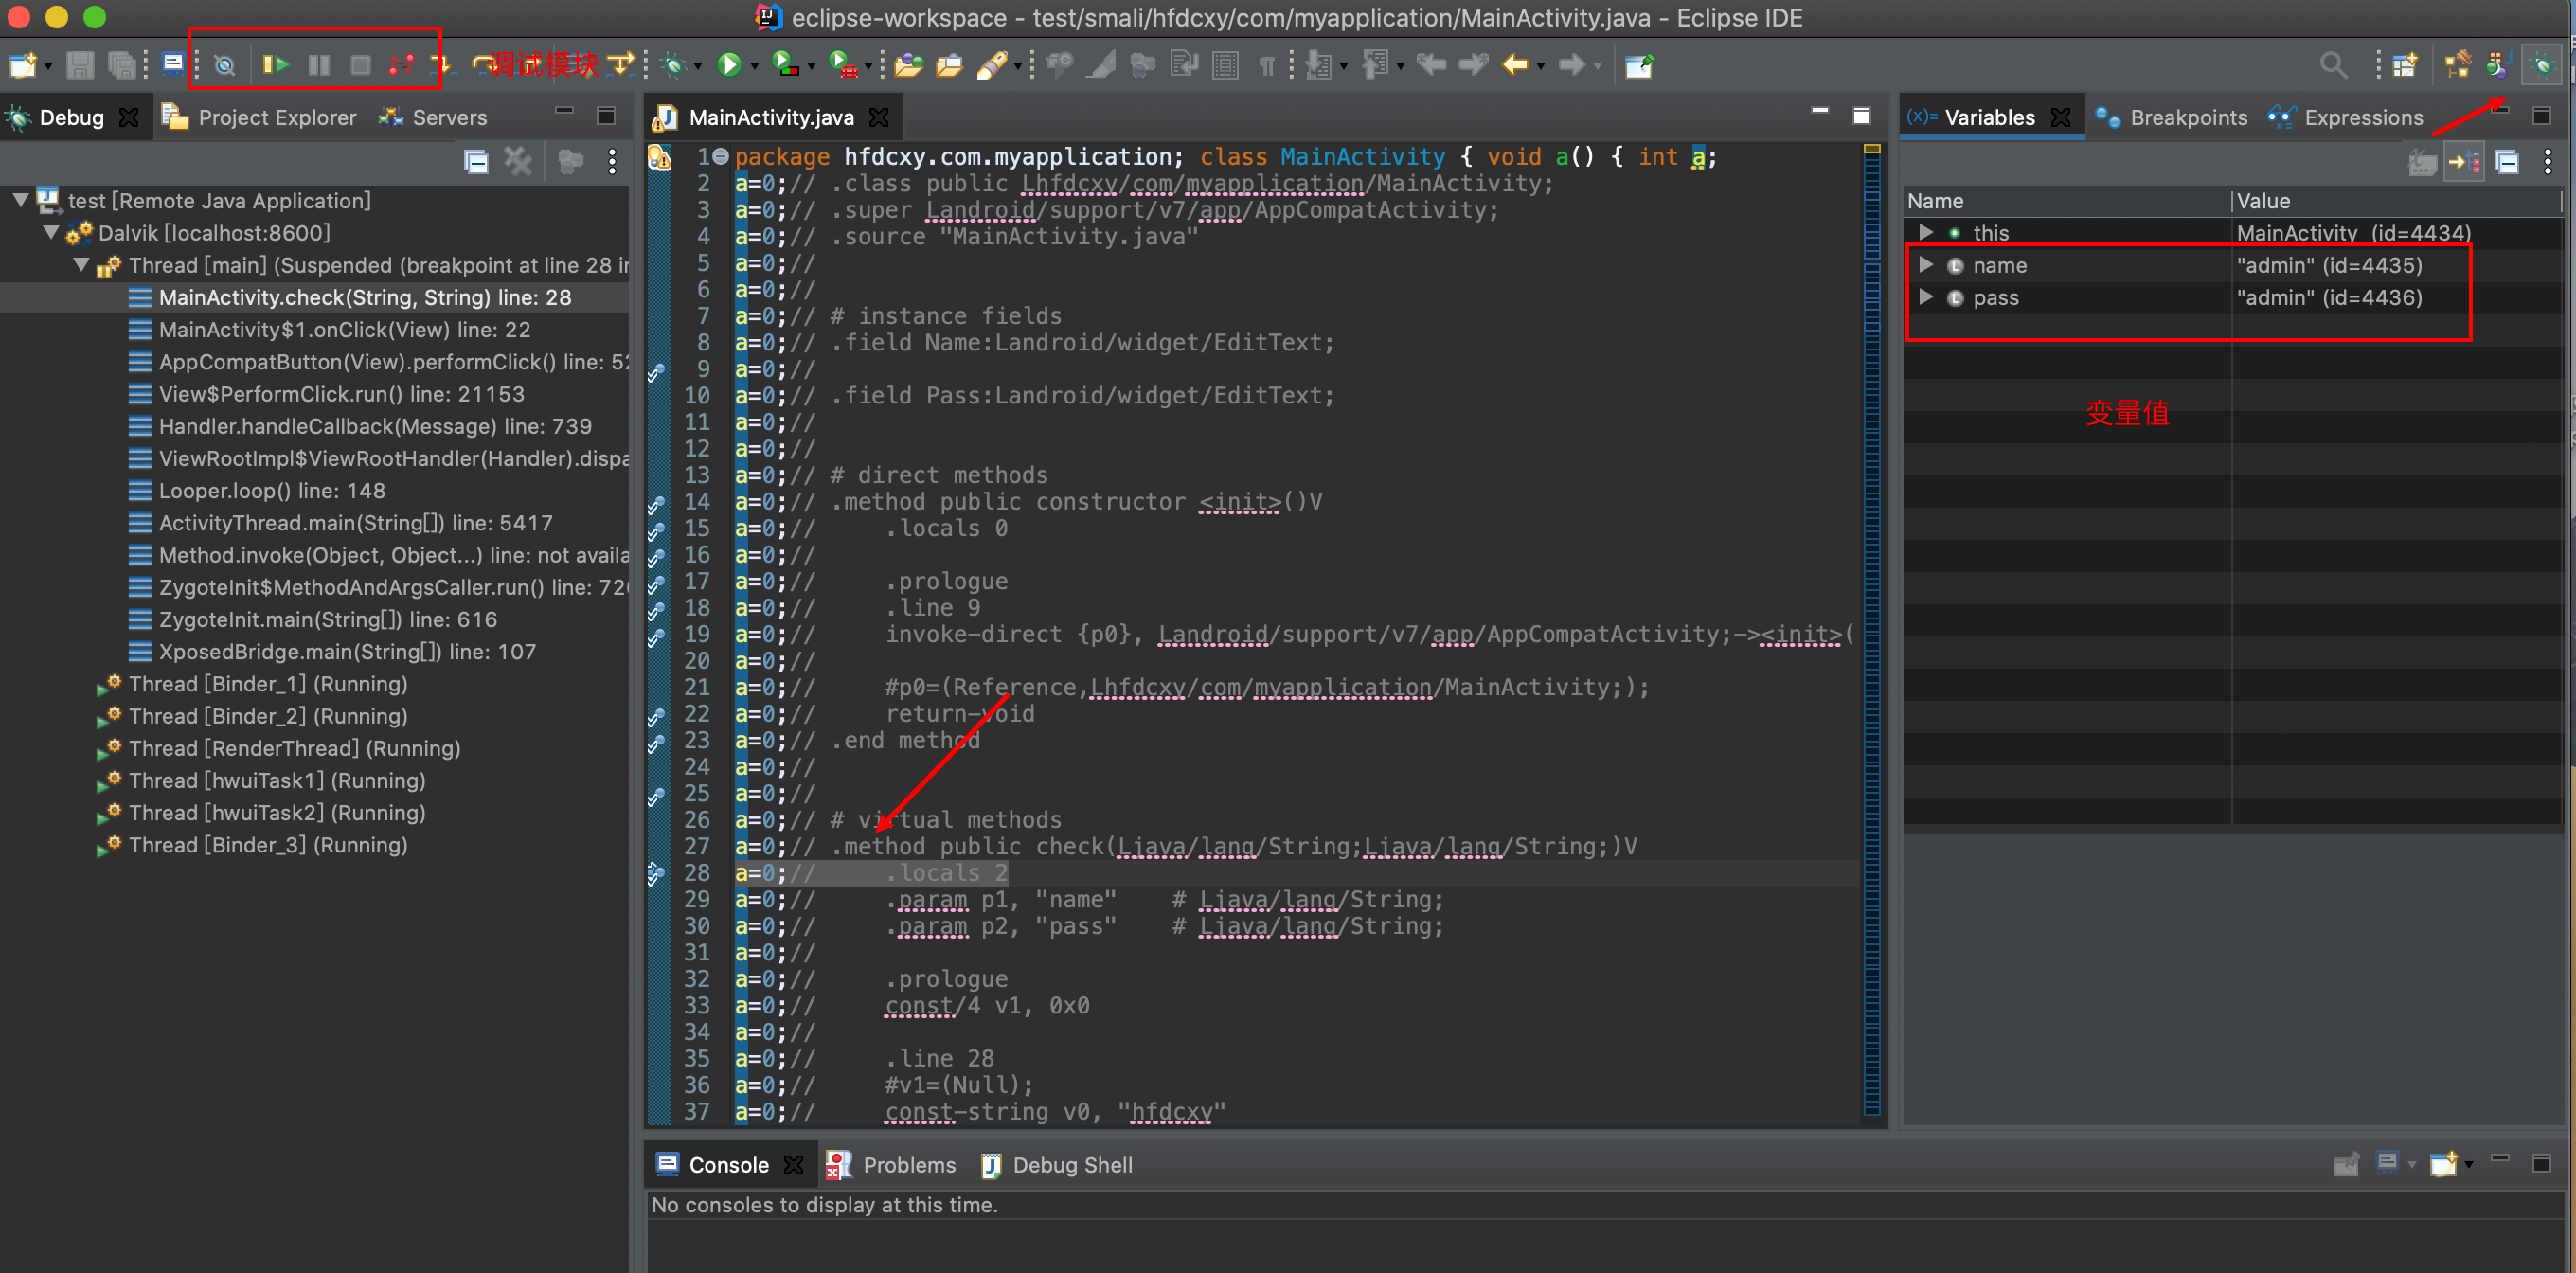 eclipse-workspace - test/smali/hfdcxy/com/myapplication/MainActivity.java - Eclipse IDE
调试模块
Debug
Project Explorer
Servers
test [Remote Java Application]
Dalvik [localhost:8600]
Thread [main] (Suspended (breakpoint at line 28 in
MainActivity.check(String, String) line: 28
MainActivity$1.onClick(View) line: 22
AppCompatButton(View).performClick() line: 52
View$PerformClick.run() line: 21153
Handler.handleCallback(Message) line: 739
ViewRootImpl$ViewRootHandler(Handler).dispa
Looper.loop() line: 148
ActivityThread.main(String[]) line: 5417
Method.invoke(Object, Object...) line: not availa
ZygoteInit$MethodAndArgsCaller.run() line: 726
ZygoteInit.main(String[]) line: 616
XposedBridge.main(String[]) line: 107
Thread [Binder_1] (Running)
Thread [Binder_2] (Running)
Thread [RenderThread] (Running)
Thread [hwuiTask1] (Running)
Thread [hwuiTask2] (Running)
Thread [Binder_3] (Running)
MainActivity.java
1 package hfdcxy.com.myapplication; class MainActivity { void a() { int a;
2 a=0;// .class public Lhfdcxy/com/myapplication/MainActivity;
3 a=0;// .super Landroid/support/v7/app/AppCompatActivity;
4 a=0;// .source "MainActivity.java"
5 a=0;//
6 a=0;//
7 a=0;// # instance fields
8 a=0;// .field Name:Landroid/widget/EditText;
9 a=0;//
10 a=0;// .field Pass:Landroid/widget/EditText;
11 a=0;//
12 a=0;//
13 a=0;// # direct methods
14 a=0;// .method public constructor <init>()V
15 a=0;//     .locals 0
16 a=0;//
17 a=0;//     .prologue
18 a=0;//     .line 9
19 a=0;//     invoke-direct {p0}, Landroid/support/v7/app/AppCompatActivity;-><init>(
20 a=0;//
21 a=0;//     #p0=(Reference,Lhfdcxy/com/myapplication/MainActivity;);
22 a=0;//     return-void
23 a=0;// .end method
24 a=0;//
25 a=0;//
26 a=0;// # virtual methods
27 a=0;// .method public check(Ljava/lang/String;Ljava/lang/String;)V
28 a=0;//     .locals 2
29 a=0;//     .param p1, "name"    # Ljava/lang/String;
30 a=0;//     .param p2, "pass"    # Ljava/lang/String;
31 a=0;//
32 a=0;//     .prologue
33 a=0;//     const/4 v1, 0x0
34 a=0;//
35 a=0;//     .line 28
36 a=0;//     #v1=(Null);
37 a=0;//     const-string v0, "hfdcxy"
(x)= Variables
Breakpoints
Expressions
Name Value
this MainActivity (id=4434)
name "admin" (id=4435)
pass "admin" (id=4436)
变量值
Console
Problems
Debug Shell
No consoles to display at this time.